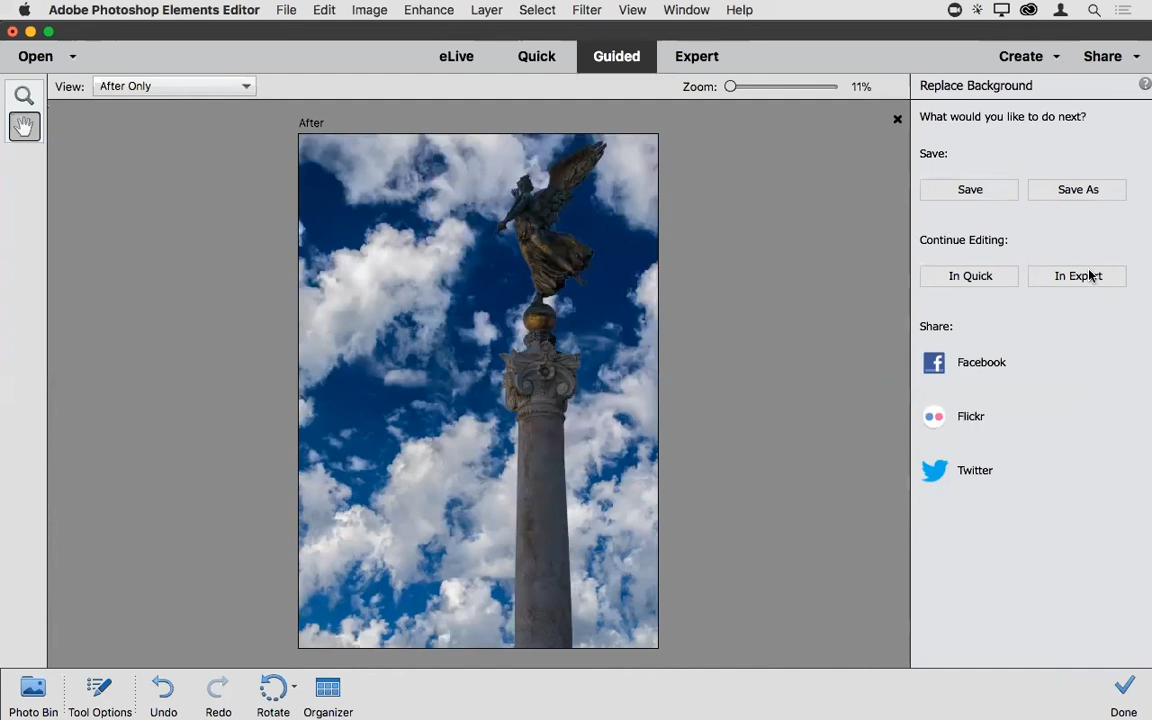 Adobe Photoshop Elements Editor File Edit Image Enhance Layer Select Filter View Window Help
Open eLive Quick Guided Expert Create Share
View: After Only Zoom: 11% Replace Background ?
After
What would you like to do next?
Save:
Save Save As
Continue Editing:
In Quick In Expert
Share:
Facebook
Flickr
Twitter
Photo Bin Tool Options Undo Redo Rotate Organizer Done